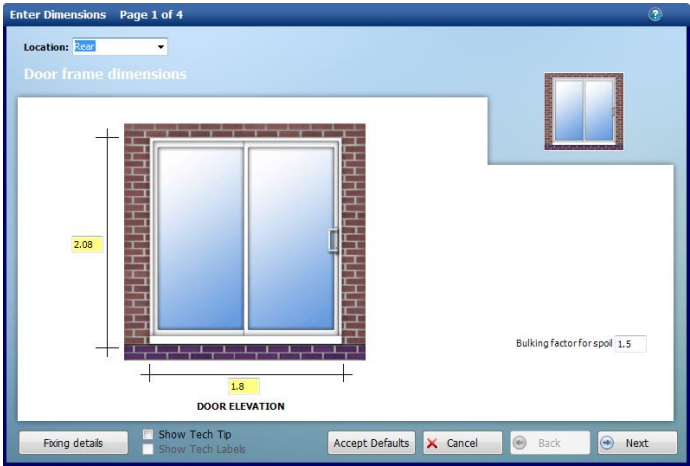 Enter Dimensions Page 1 of 4
?
Location: Rear
Door frame dimensions
2.08
Bulking factor for spoil 1.5
1.8
DOOR ELEVATION
Fixing details
Show Tech Tip
Show Tech Labels
Accept Defaults
Cancel
Back
Next